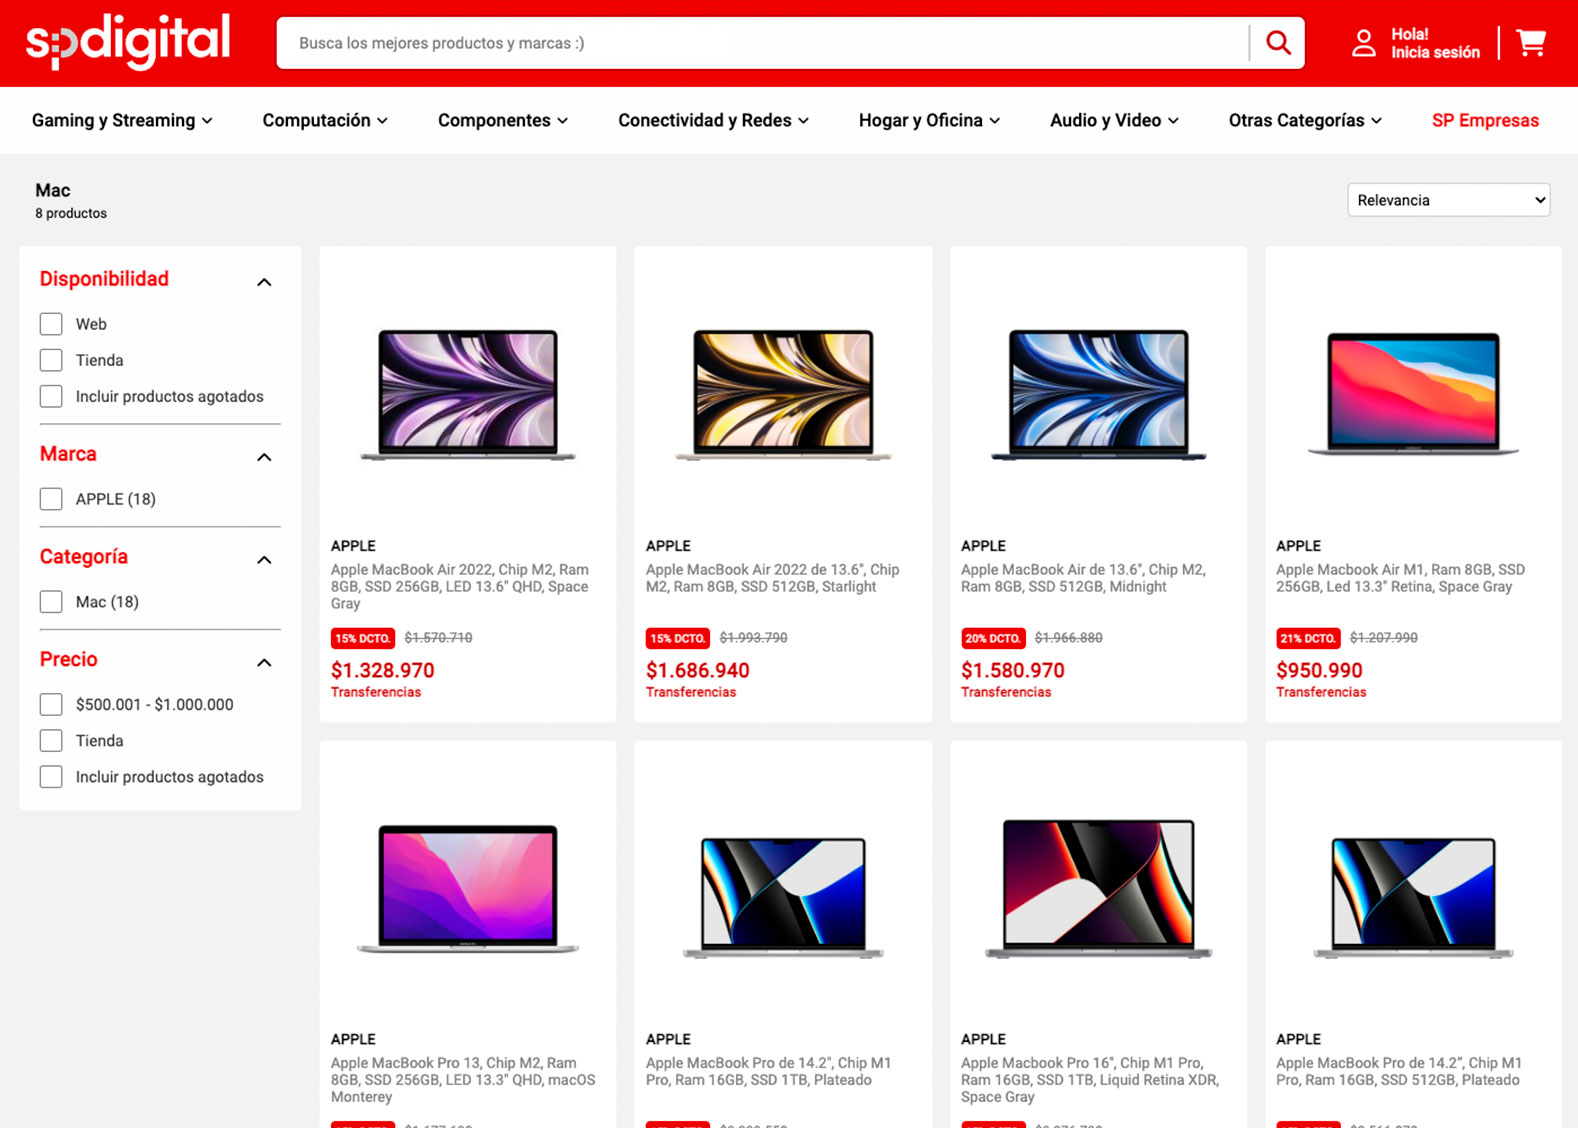 spdigital
Busca los mejores productos y marcas :)
Hola!
Inicia sesión
Gaming y Streaming
Computación
Componentes
Conectividad y Redes
Hogar y Oficina
Audio y Video
Otras Categorías
SP Empresas
Mac
8 productos
Relevancia
Disponibilidad
Web
Tienda
Incluir productos agotados
Marca
APPLE (18)
Categoría
Mac (18)
Precio
$500.001 - $1.000.000
Tienda
Incluir productos agotados
APPLE
Apple MacBook Air 2022, Chip M2, Ram
8GB, SSD 256GB, LED 13.6" QHD, Space
Gray
15% DCTO. $1.570.710
$1.328.970
Transferencias
APPLE
Apple MacBook Air 2022 de 13.6", Chip
M2, Ram 8GB, SSD 512GB, Starlight
15% DCTO. $1.993.790
$1.686.940
Transferencias
APPLE
Apple MacBook Air de 13.6", Chip M2,
Ram 8GB, SSD 512GB, Midnight
20% DCTO. $1.966.880
$1.580.970
Transferencias
APPLE
Apple Macbook Air M1, Ram 8GB, SSD
256GB, Led 13.3" Retina, Space Gray
21% DCTO. $1.207.990
$950.990
Transferencias
APPLE
Apple MacBook Pro 13, Chip M2, Ram
8GB, SSD 256GB, LED 13.3" QHD, macOS
Monterey
APPLE
Apple MacBook Pro de 14.2", Chip M1
Pro, Ram 16GB, SSD 1TB, Plateado
APPLE
Apple Macbook Pro 16", Chip M1 Pro,
Ram 16GB, SSD 1TB, Liquid Retina XDR,
Space Gray
APPLE
Apple MacBook Pro de 14.2", Chip M1
Pro, Ram 16GB, SSD 512GB, Plateado